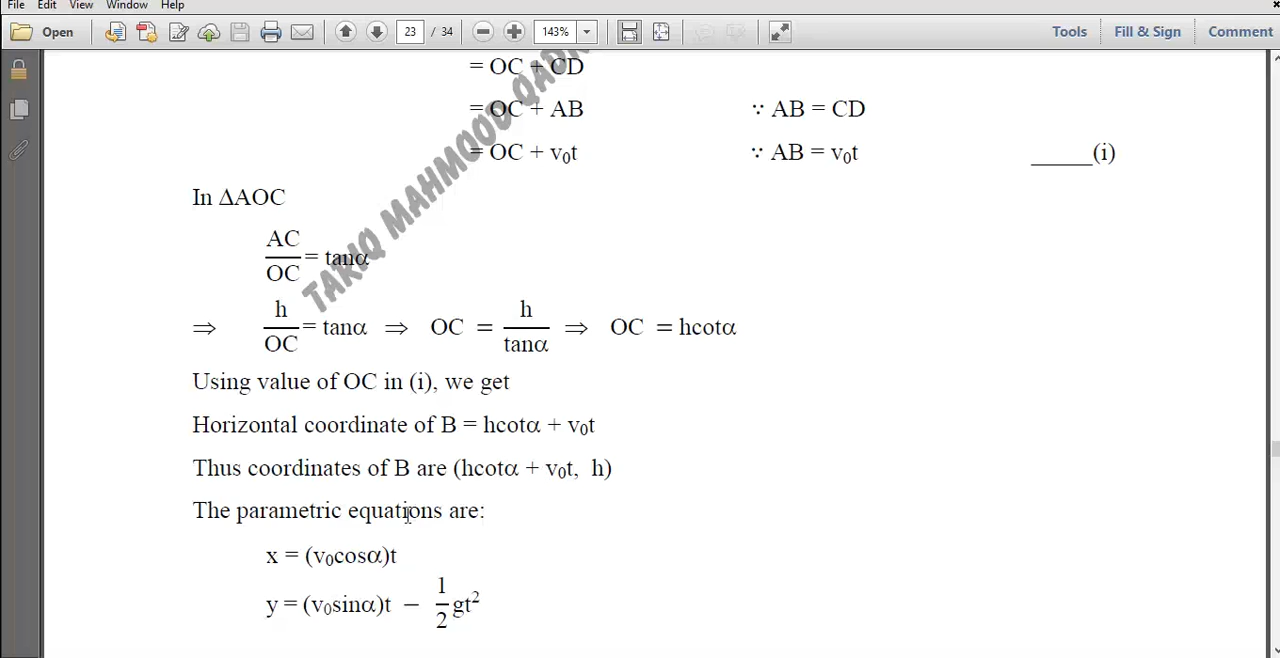 File Edit View Window Help
Open 23 / 34 143% Tools Fill & Sign Comment
= OC + CD
= OC + AB ∵ AB = CD
= OC + v₀t ∵ AB = v₀t _____(i)
In ΔAOC
AC/OC = tanα
⇒ h/OC = tanα ⇒ OC = h/tanα ⇒ OC = hcotα
Using value of OC in (i), we get
Horizontal coordinate of B = hcotα + v₀t
Thus coordinates of B are (hcotα + v₀t, h)
The parametric equations are:
x = (v₀cosα)t
y = (v₀sinα)t − 1/2 gt²
TARIQ MAHMOOD